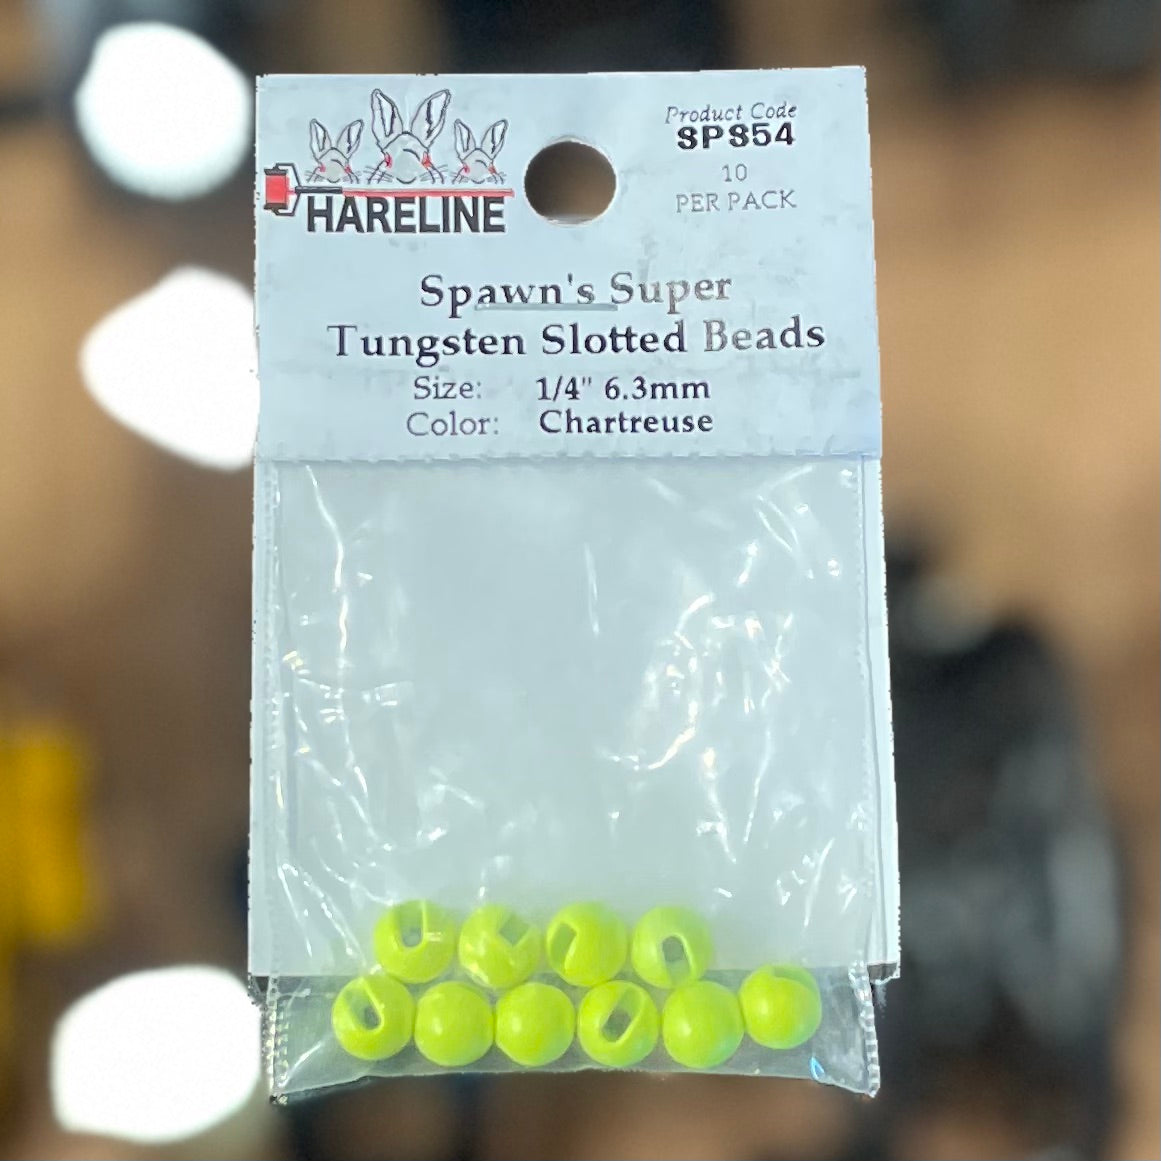 HARELINE
Product Code
SPS54
10
PER PACK
Spawn's Super
Tungsten Slotted Beads
Size: 1/4" 6.3mm
Color: Chartreuse